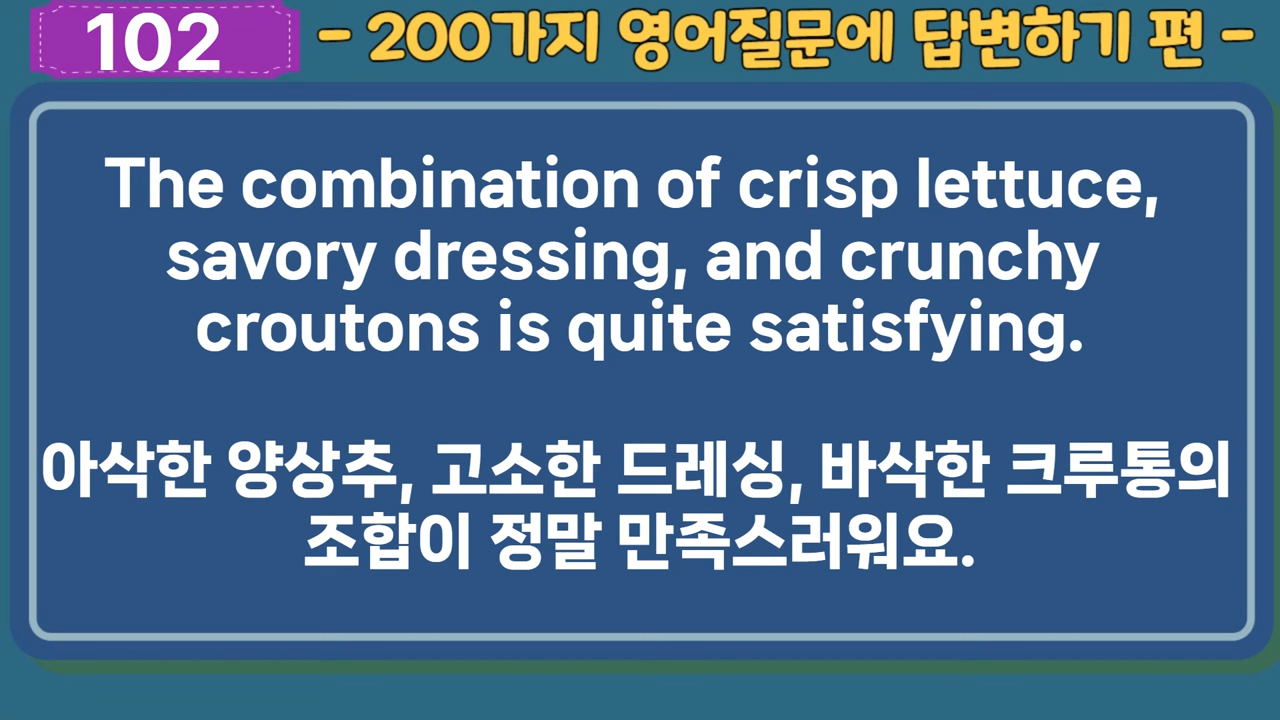 102
- 200가지 영어질문에 답변하기 편 -
The combination of crisp lettuce,
savory dressing, and crunchy
croutons is quite satisfying.
아삭한 양상추, 고소한 드레싱, 바삭한 크루통의
조합이 정말 만족스러워요.